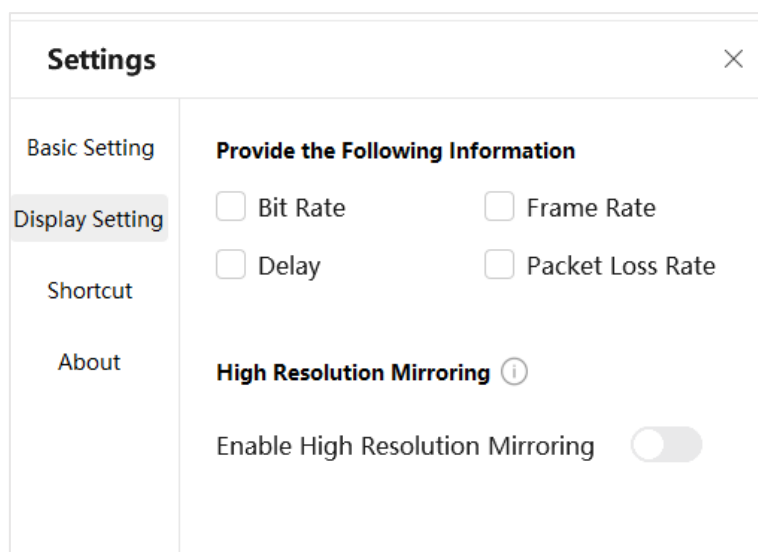 Settings
Basic Setting
Display Setting
Shortcut
About
Provide the Following Information
Bit Rate
Frame Rate
Delay
Packet Loss Rate
High Resolution Mirroring
Enable High Resolution Mirroring